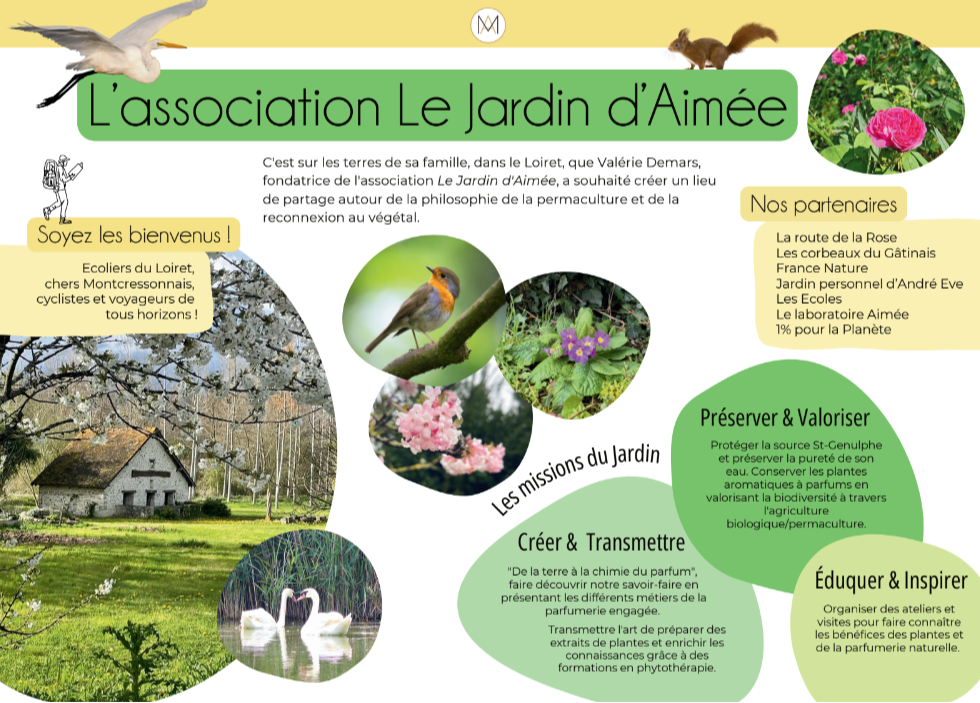 L'association Le Jardin d'Aimée
C'est sur les terres de sa famille, dans le Loiret, que Valérie Demars,
fondatrice de l'association Le Jardin d'Aimée, a souhaité créer un lieu
de partage autour de la philosophie de la permaculture et de la
reconnexion au végétal.
Soyez les bienvenus !
Ecoliers du Loiret,
chers Montcressonnais,
cyclistes et voyageurs de
tous horizons !
Nos partenaires
La route de la Rose
Les corbeaux du Gâtinais
France Nature
Jardin personnel d'André Eve
Les Ecoles
Le laboratoire Aimée
1% pour la Planète
Les missions du Jardin
Préserver & Valoriser
Protéger la source St-Genulphe
et préserver la pureté de son
eau. Conserver les plantes
aromatiques à parfums en
valorisant la biodiversité à travers
l'agriculture
biologique/permaculture.
Créer & Transmettre
"De la terre à la chimie du parfum",
faire découvrir notre savoir-faire en
présentant les différents métiers de la
parfumerie engagée.
Transmettre l'art de préparer des
extraits de plantes et enrichir les
connaissances grâce à des
formations en phytothérapie.
Éduquer & Inspirer
Organiser des ateliers et
visites pour faire connaître
les bénéfices des plantes et
de la parfumerie naturelle.